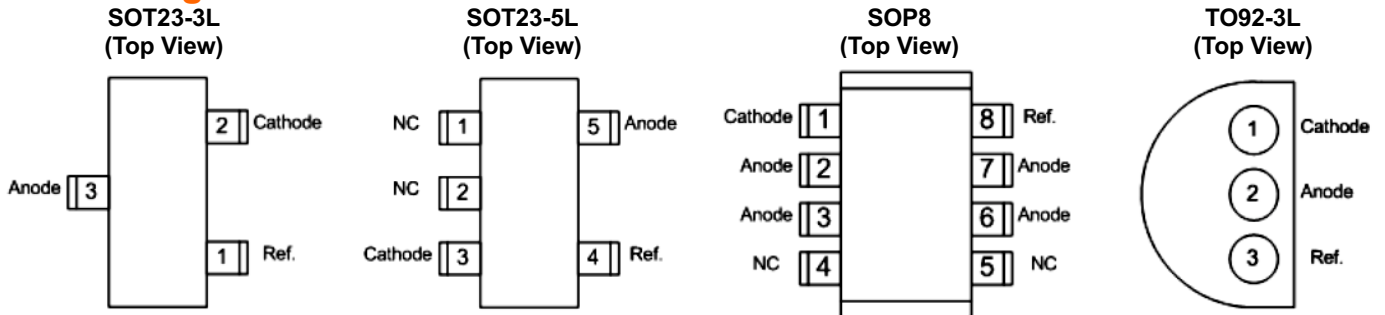 SOT23-3L
(Top View)
2 Cathode
Anode 3
1 Ref.
SOT23-5L
(Top View)
NC 1 5 Anode
NC 2
Cathode 3 4 Ref.
SOP8
(Top View)
Cathode 1 8 Ref.
Anode 2 7 Anode
Anode 3 6 Anode
NC 4 5 NC
TO92-3L
(Top View)
1 Cathode
2 Anode
3 Ref.